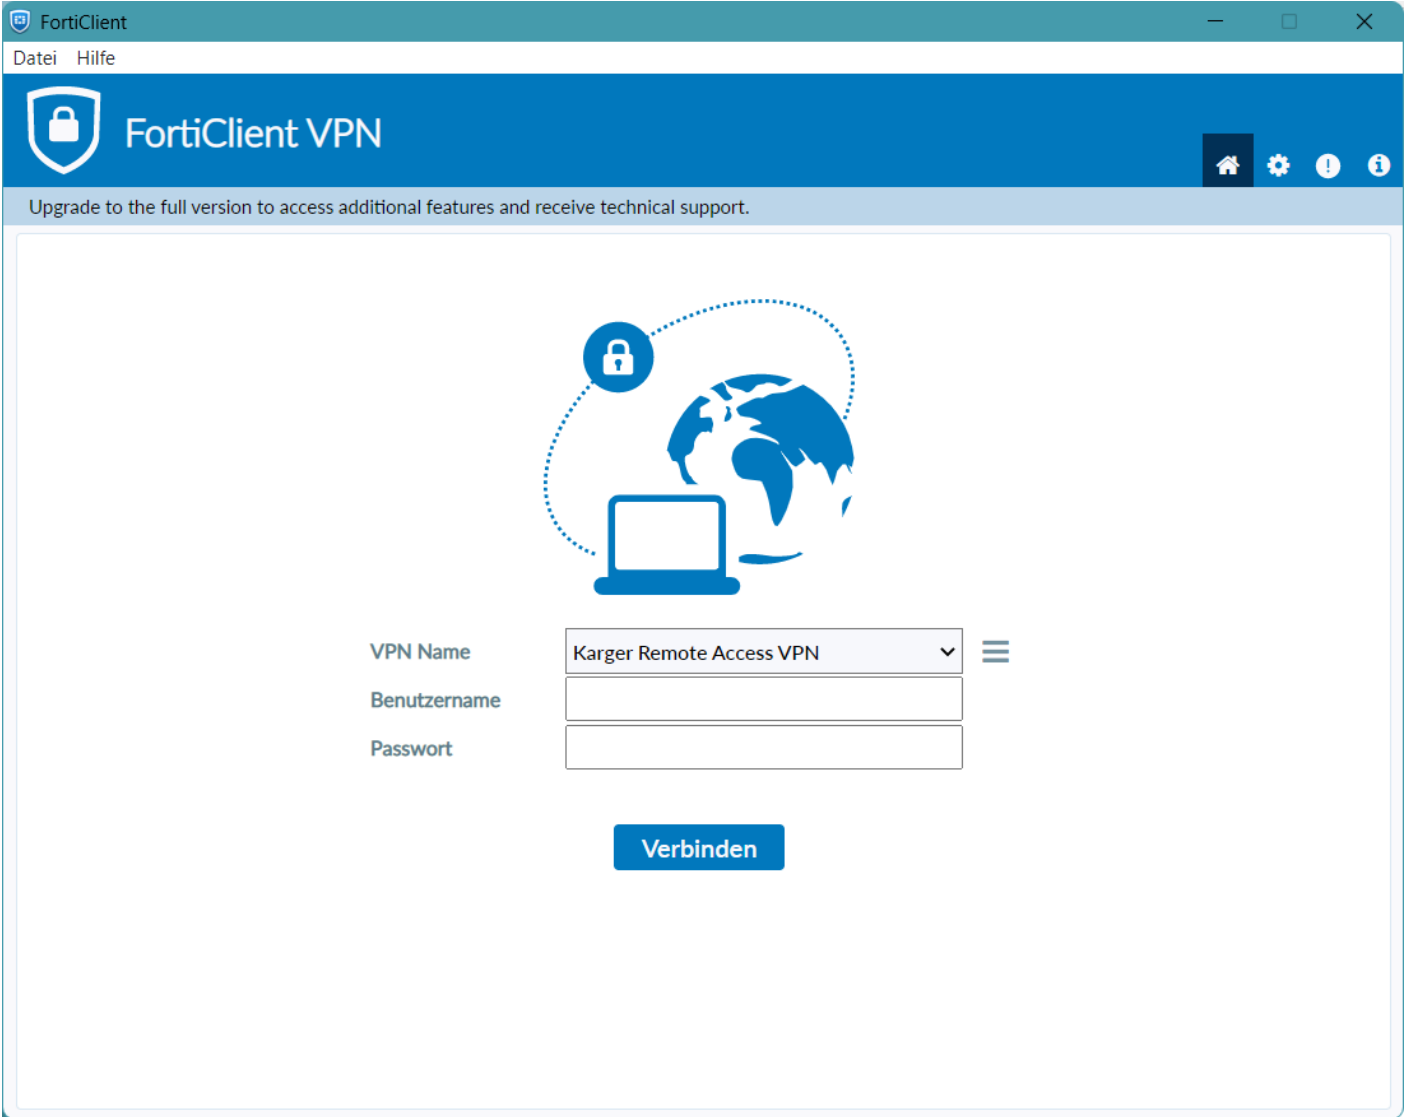 FortiClient
Datei Hilfe
FortiClient VPN
Upgrade to the full version to access additional features and receive technical support.
VPN Name Karger Remote Access VPN
Benutzername
Passwort
Verbinden